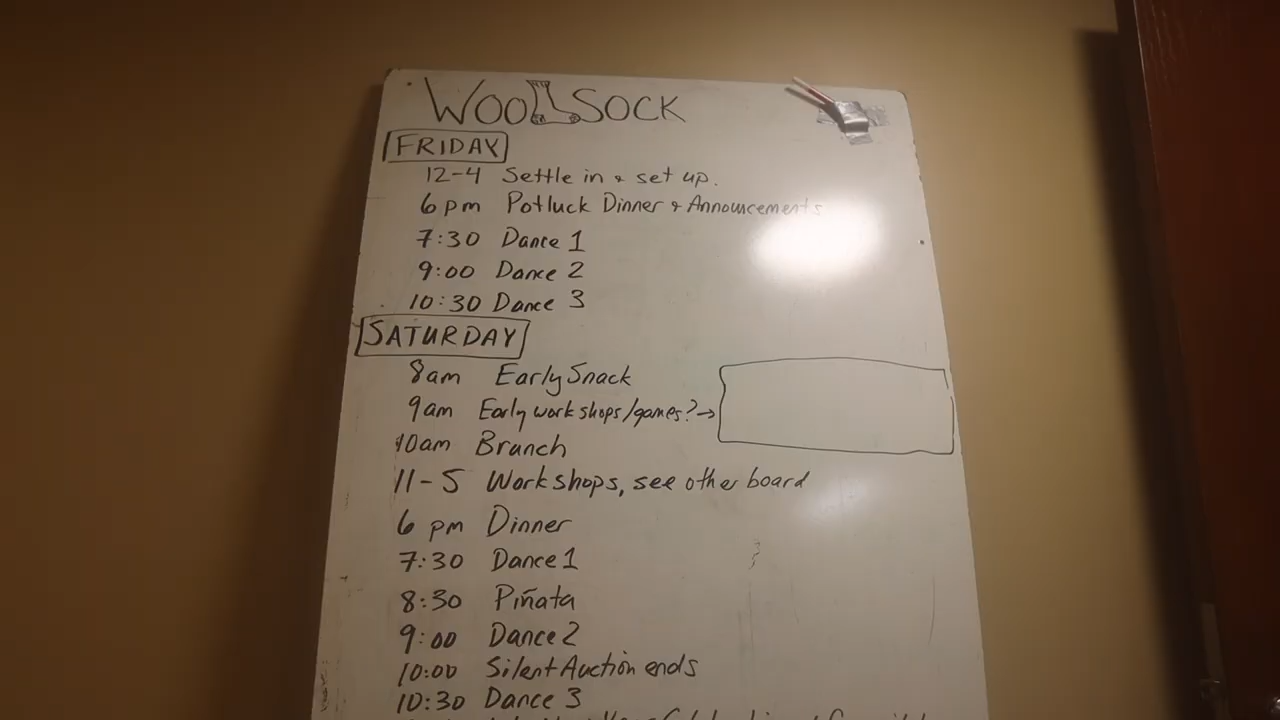 WOOLSOCK
FRIDAY
12-4 Settle in & set up.
6 pm Potluck Dinner & Announcements
7:30 Dance 1
9:00 Dance 2
10:30 Dance 3
SATURDAY
8am Early Snack
9am Early workshops/games? →
10am Brunch
11-5 Workshops, see other board
6 pm Dinner
7:30 Dance 1
8:30 Piñata
9:00 Dance 2
10:00 Silent Auction ends
10:30 Dance 3